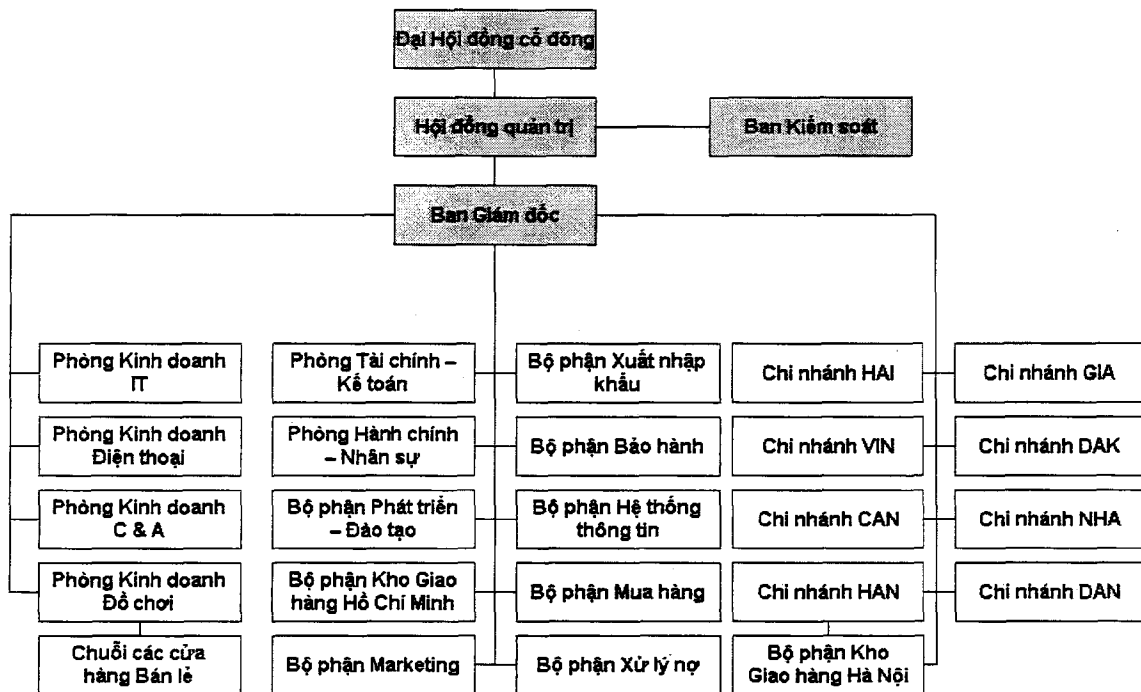 Đại Hội đồng cổ đông
Hội đồng quản trị
Ban Kiểm soát
Ban Giám đốc
Phòng Kinh doanh
IT
Phòng Tài chính –
Kế toán
Bộ phận Xuất nhập
khẩu
Chi nhánh HAI
Chi nhánh GIA
Phòng Kinh doanh
Điện thoại
Phòng Hành chính
– Nhân sự
Bộ phận Bảo hành
Chi nhánh VIN
Chi nhánh DAK
Phòng Kinh doanh
C & A
Bộ phận Phát triển
– Đào tạo
Bộ phận Hệ thống
thông tin
Chi nhánh CAN
Chi nhánh NHA
Phòng Kinh doanh
Đồ chơi
Bộ phận Kho Giao
hàng Hồ Chí Minh
Bộ phận Mua hàng
Chi nhánh HAN
Chi nhánh DAN
Chuỗi các cửa
hàng Bán lẻ
Bộ phận Marketing
Bộ phận Xử lý nợ
Bộ phận Kho
Giao hàng Hà Nội